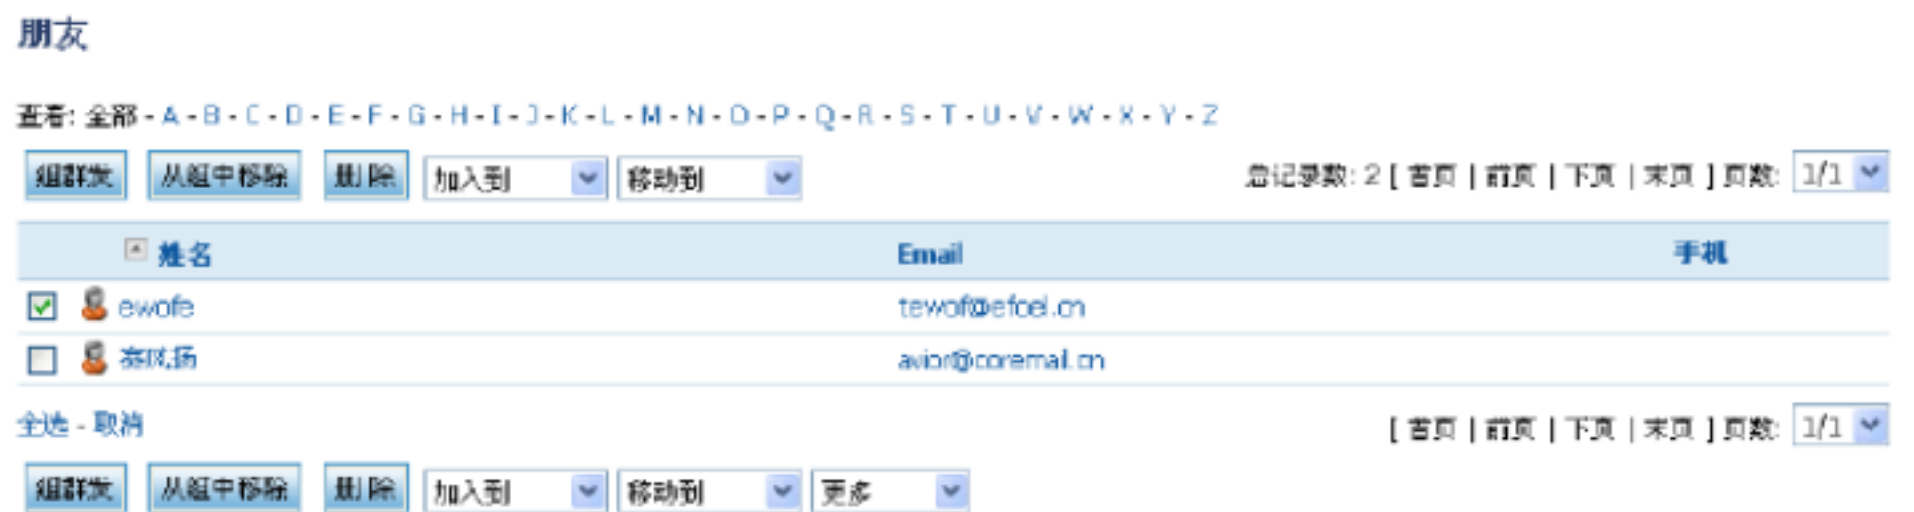 朋友
查看: 全部 - A - B - C - D - E - F - G - H - I - J - K - L - M - N - O - P - Q - R - S - T - U - V - W - X - Y - Z
组群发 从组中移除 删除 加入到 移动到 总记录数: 2 [ 首页 | 前页 | 下页 | 末页 ] 页数: 1/1
姓名 Email 手机
ewofe tewof@efoel.cn
风扬 avior@coremail.cn
全选 - 取消 [ 首页 | 前页 | 下页 | 末页 ] 页数: 1/1
组群发 从组中移除 删除 加入到 移动到 更多